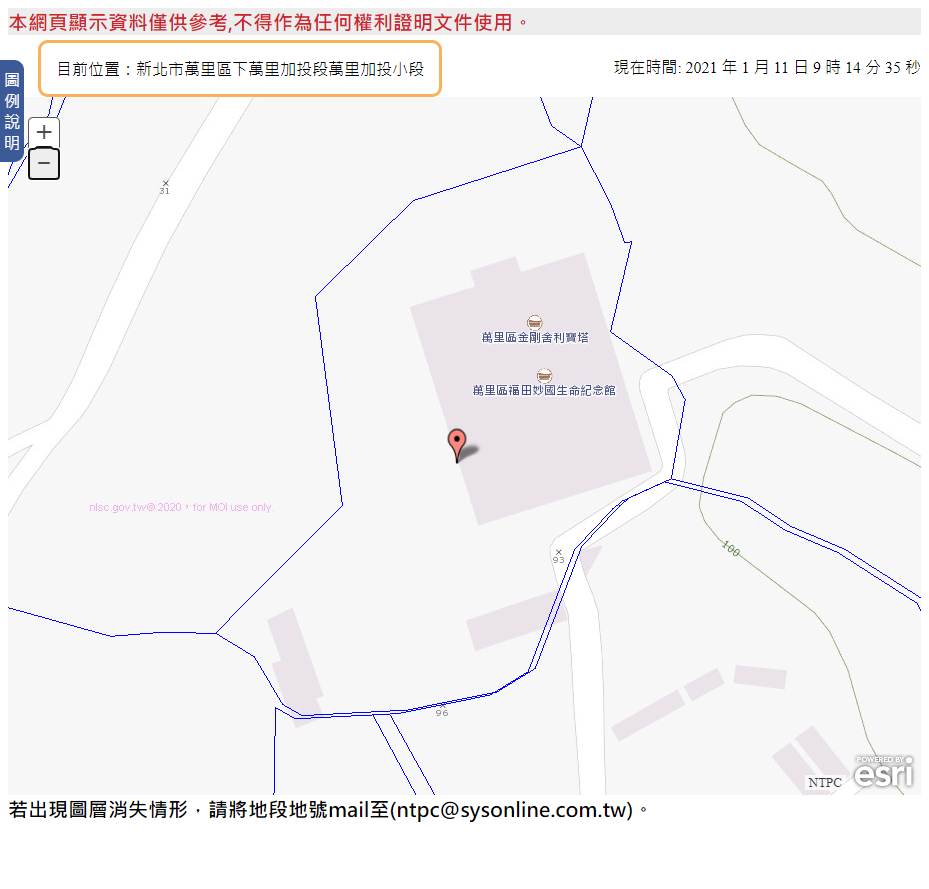 本網頁顯示資料僅供參考,不得作為任何權利證明文件使用。
目前位置：新北市萬里區下萬里加投段萬里加投小段
現在時間: 2021 年 1 月 11 日 9 時 14 分 35 秒
圖例說明
+
−
31
萬里區金剛舍利寶塔
萬里區福田妙國生命紀念館
nlsc.gov.tw© 2020，for MOI use only.
100
93
96
POWERED BY
esri
NTPC
若出現圖層消失情形，請將地段地號mail至(ntpc@sysonline.com.tw)。